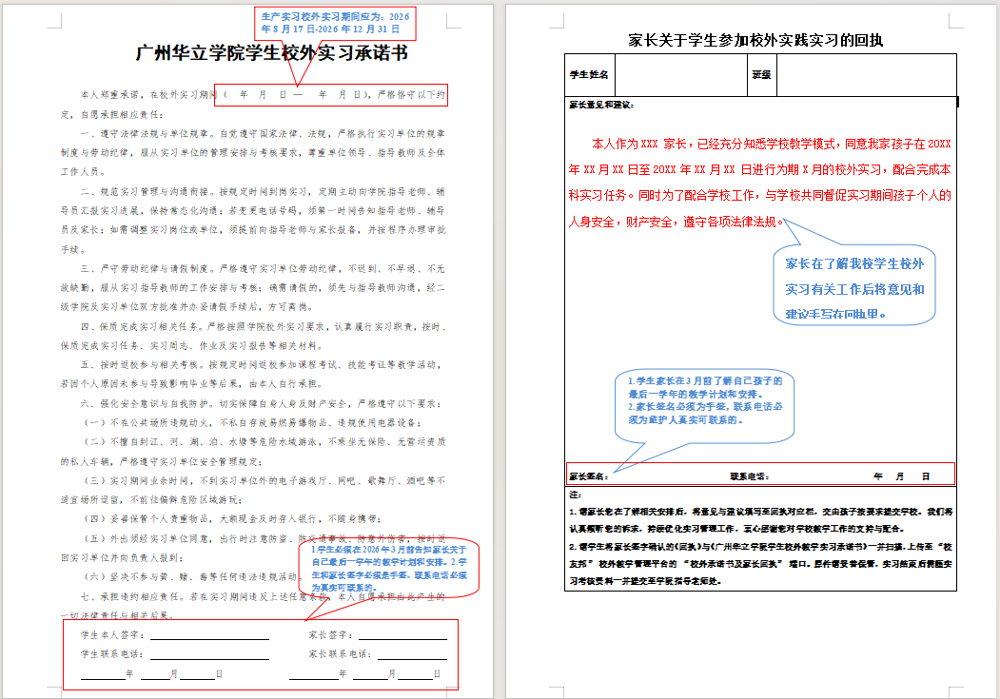 生产实习校外实习期间应为：2026
年8月17日-2026年12月31日
广州华立学院学生校外实习承诺书
本人郑重承诺，在校外实习期间（ 年 月 日 — 年 月 日），严格恪守以下约
定，自愿承担相应责任：
一、遵守法律法规与单位规章。自觉遵守国家法律、法规，严格执行实习单位的规章
制度与劳动纪律，服从实习单位的管理安排与考核要求，尊重单位领导、指导教师及全体
工作人员。
二、规范实习管理与沟通衔接。按规定时间到岗实习，定期主动向学院指导老师、辅
导员汇报实习进展，保持常态化沟通；若变更电话号码，须第一时间告知指导老师、辅导
员及家长；如需调整实习岗位或单位，须提前向指导老师与家长报备，并按程序办理审批
手续。
三、严守劳动纪律与请假制度。严格遵守实习单位劳动纪律，不迟到、不早退、不无
故缺勤，服从实习指导教师的工作安排与考核；确需请假的，须先与指导教师沟通，经二
级学院及实习单位双方批准并办妥请假手续后，方可离岗。
四、保质完成实习相关任务。严格按照学院校外实习要求，认真履行实习职责，按时、
保质完成实习任务、实习周志、作业及实习报告等相关材料。
五、按时返校参与相关考核。按规定时间返校参加课程考试、技能考证等教学活动，
若因个人原因未参与导致影响毕业等后果，由本人自行承担。
六、强化安全意识与自我防护。切实保障自身人身及财产安全，严格遵守以下要求：
（一）不在公共场所违规动火，不私自存放易燃易爆物品、违规使用电器设备；
（二）不擅自到江、河、湖、泊、水塘等危险水域游泳，不乘坐无保险、无营运资质
的私人车辆，严格遵守实习单位安全管理规定；
（三）实习期间业余时间，不到实习单位外的电子游戏厅、网吧、歌舞厅、酒吧等不
适宜场所逗留，不前往偏僻危险区域游玩；
（四）妥善保管个人贵重物品，大额现金及时存入银行，不随身携带；
（五）外出须经实习单位同意，出行时注意防盗、防交通事故、防意外伤害，按时返
回实习单位并向负责人报到；
（六）坚决不参与黄、赌、毒等任何违法违规活动。
七、承担违约相应责任。若在实习期间违反上述任意条款，本人自愿承担由此产生的
一切法律责任与相关后果。
1.学生必须在2026年3月前告知家长关于
自己最后一学年的教学计划和安排。2.学
生和家长签字必须是手签，联系电话必须
为真实可联系的。
学生本人签字： 家长签字：
学生联系电话： 家长联系电话：
年 月 日 年 月 日
家长关于学生参加校外实践实习的回执
学生姓名 班级
家长意见和建议：
本人作为XXX 家长，已经充分知悉学校教学模式，同意我家孩子在20XX
年XX月XX日至20XX年XX月XX 日进行为期X月的校外实习，配合完成本
科实习任务。同时为了配合学校工作，与学校共同督促实习期间孩子个人的
人身安全，财产安全，遵守各项法律法规。
家长在了解我校学生校外
实习有关工作后将意见和
建议手写在回执里。
1.学生家长在3月前了解自己孩子的
最后一学年的教学计划和安排。
2.家长签名必须为手签，联系电话必
须为监护人真实可联系的。
家长签名： 联系电话： 年 月 日
注：
1.请家长您在了解相关安排后，将意见与建议填写至回执对应栏，交由孩子按要求提交学校。我们将
认真倾听您的诉求，持续优化实习管理工作，衷心感谢您对学校教学工作的支持与配合。
2.请学生将家长签字确认的《回执》与《广州华立学院学生校外教学实习承诺书》一并扫描，上传至“校
友邦”校外教学管理平台的“校外承诺书及家长回执”端口。原件请妥善保管，实习结束后需随实
习考核资料一并提交至学院指导老师处。